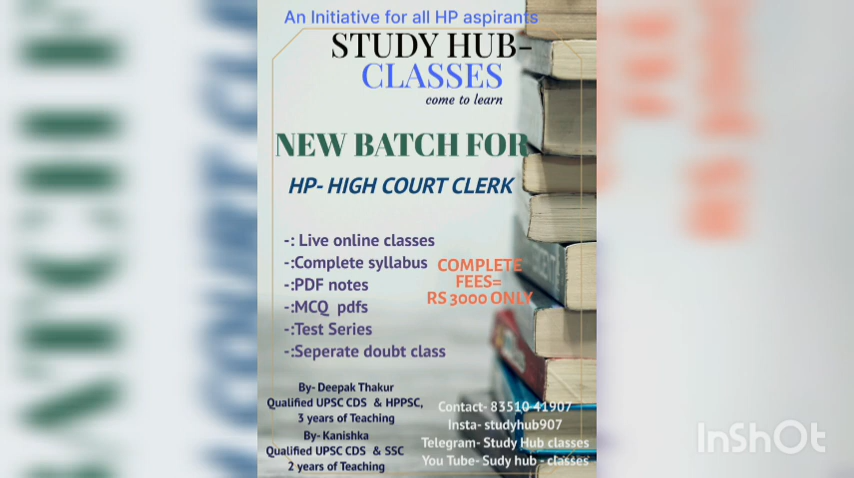 An Initiative for all HP aspirants
STUDY HUB-
CLASSES
come to learn
NEW BATCH FOR
HP- HIGH COURT CLERK
-: Live online classes
-:Complete syllabus
-:PDF notes
-:MCQ pdfs
-:Test Series
-:Seperate doubt class
COMPLETE
FEES=
RS 3000 ONLY
By- Deepak Thakur
Qualified UPSC CDS & HPPSC,
3 years of Teaching
By- Kanishka
Qualified UPSC CDS & SSC
2 years of Teaching
Contact- 83510 41907
Insta- studyhub907
Telegram- Study Hub classes
You Tube- Sudy hub - classes
InShOt